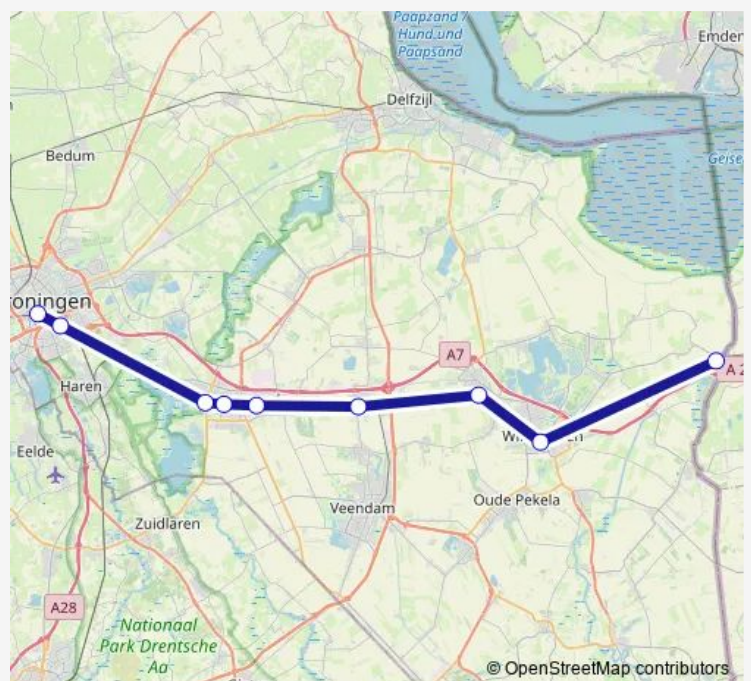 Paapzand /
Hund und
Paapsand
Emden
Delfzijl
Bedum
Geise
roningen
A7
A 2
Haren
Eelde
Veendam
Oude Pekela
Zuidlaren
A28
Nationaal
Park Drentsche
Aa
© OpenStreetMap contributors